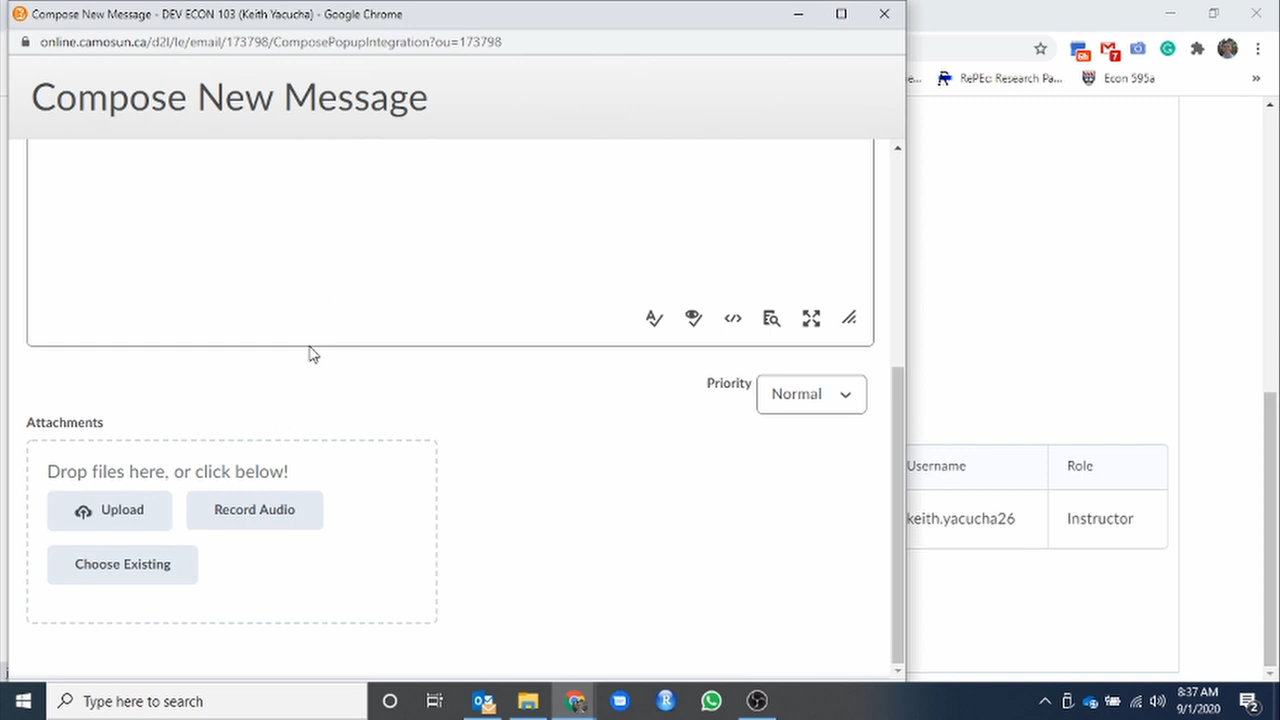 Compose New Message - DEV ECON 103 (Keith Yacucha) - Google Chrome
online.camosun.ca/d2l/le/email/173798/ComposePopupIntegration?ou=173798
6h
7
e...
RePEc: Research Pa...
Econ 595a
»
Compose New Message
Priority
Normal
Attachments
Drop files here, or click below!
Upload
Record Audio
Choose Existing
Username
Role
keith.yacucha26
Instructor
Type here to search
R
8:37 AM
9/1/2020
2